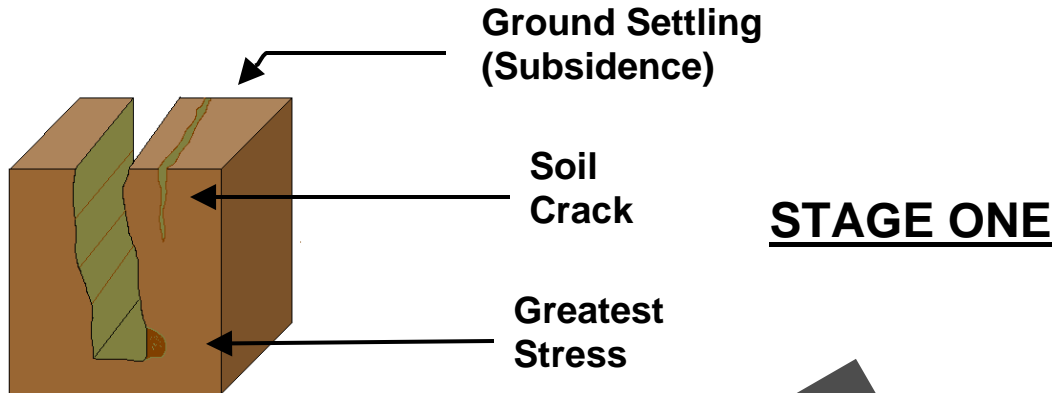 Ground Settling
(Subsidence)
Soil
Crack
STAGE ONE
Greatest
Stress